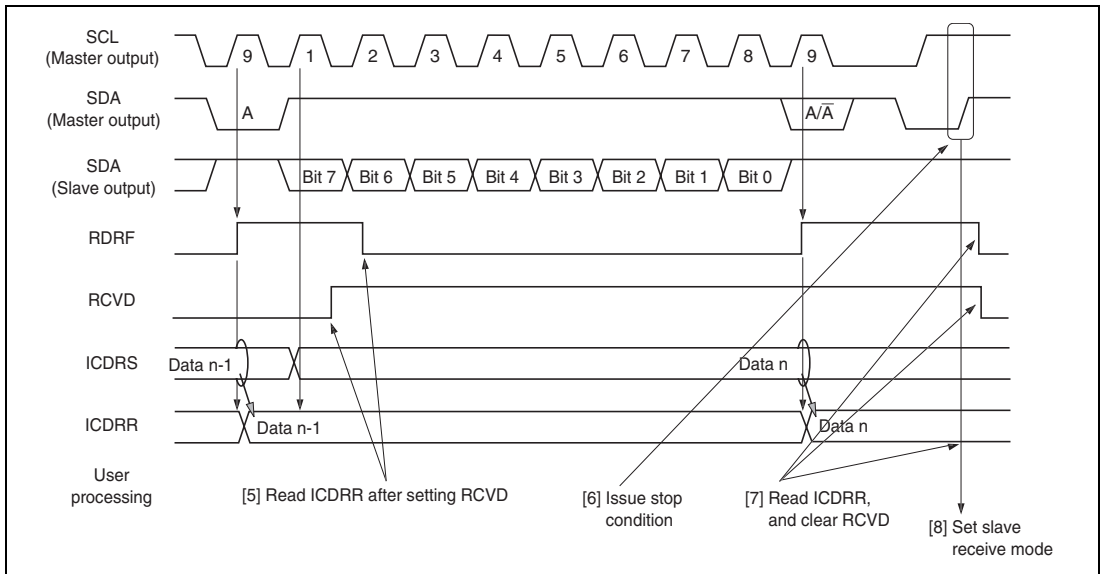 SCL
(Master output)
9 1 2 3 4 5 6 7 8 9
SDA
(Master output)
A A/A̅
SDA
(Slave output)
Bit 7 Bit 6 Bit 5 Bit 4 Bit 3 Bit 2 Bit 1 Bit 0
RDRF
RCVD
ICDRS
Data n-1 Data n
ICDRR
Data n-1 Data n
User
processing
[5] Read ICDRR after setting RCVD
[6] Issue stop
condition
[7] Read ICDRR,
and clear RCVD
[8] Set slave
receive mode